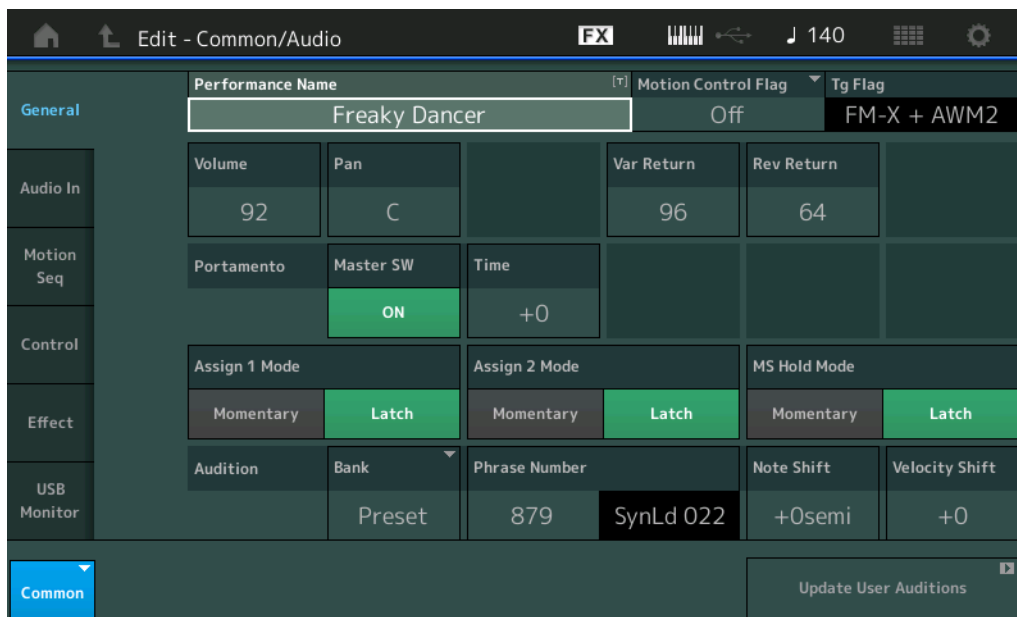 Edit - Common/Audio FX 140
Performance Name [T] Motion Control Flag Tg Flag
General
Freaky Dancer Off FM-X + AWM2
Volume Pan Var Return Rev Return
Audio In
92 C 96 64
Motion
Seq
Portamento Master SW Time
ON +0
Control
Assign 1 Mode Assign 2 Mode MS Hold Mode
Momentary Latch Momentary Latch Momentary Latch
Effect
Audition Bank Phrase Number Note Shift Velocity Shift
USB
Monitor
Preset 879 SynLd 022 +0semi +0
Common Update User Auditions